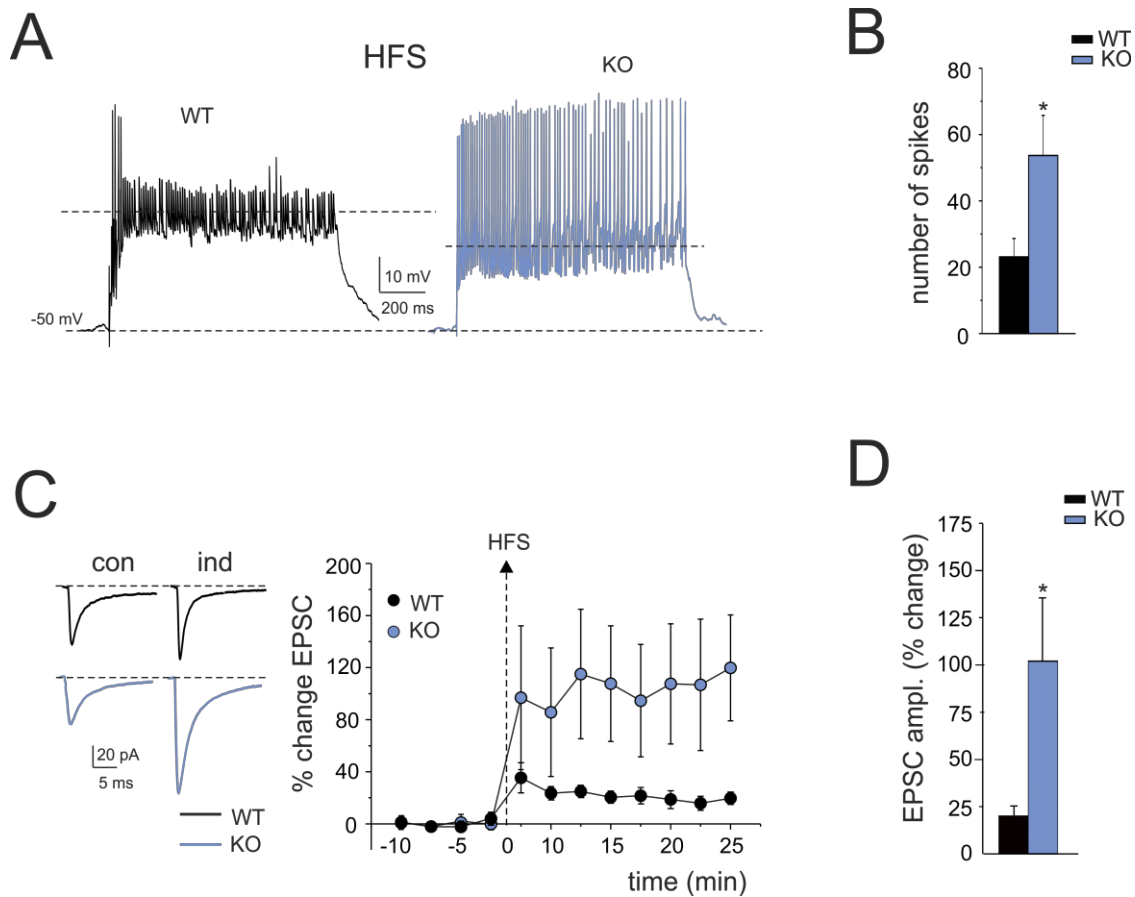 A
HFS
WT
KO
-50 mV
10 mV
200 ms
B
WT
KO
number of spikes
80
60
40
20
0
*
C
con
ind
20 pA
5 ms
WT
KO
HFS
% change EPSC
200
160
120
80
40
0
WT
KO
-10 -5 0 10 15 20 25
time (min)
D
WT
KO
EPSC ampl. (% change)
175
150
125
100
75
50
25
0
*